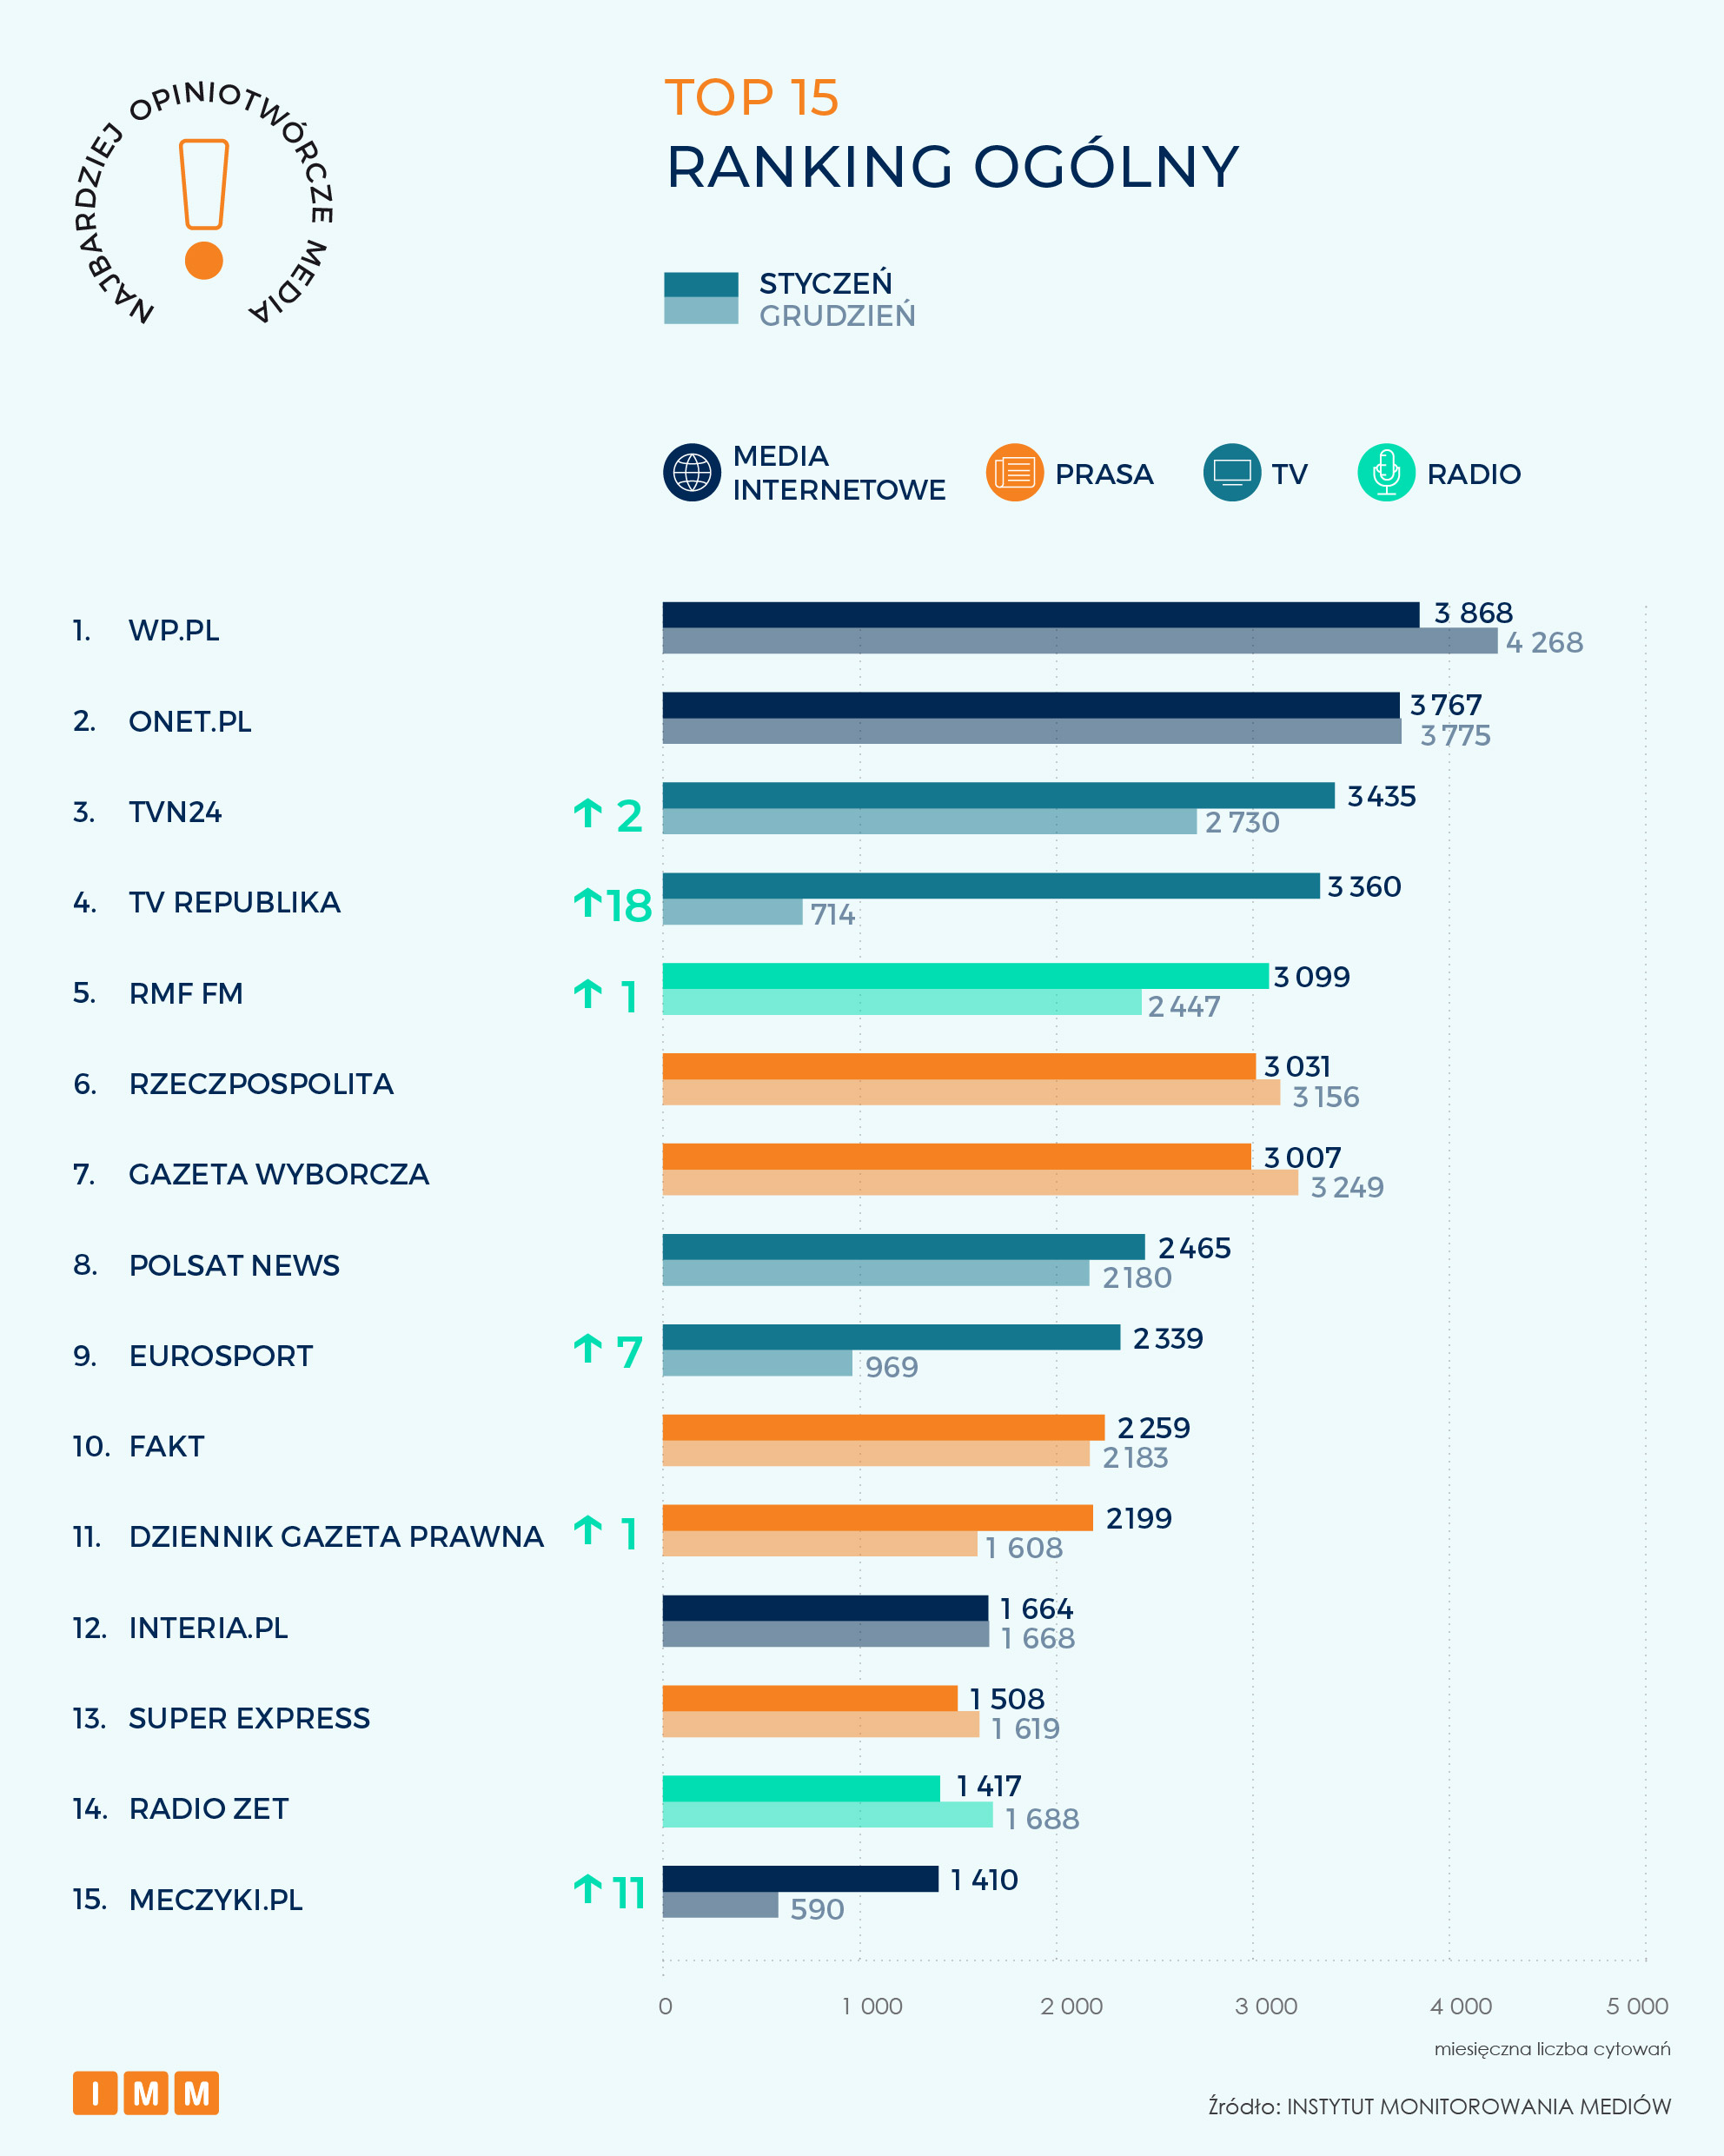 NAJBARDZIEJ OPINIOTWÓRCZE MEDIA
TOP 15
RANKING OGÓLNY
STYCZEŃ
GRUDZIEŃ
MEDIA
INTERNETOWE
PRASA
TV
RADIO
1. WP.PL 3 868
4 268
2. ONET.PL 3 767
3 775
3. TVN24 ↑ 2 3 435
2 730
4. TV REPUBLIKA ↑ 18 3 360
714
5. RMF FM ↑ 1 3 099
2 447
6. RZECZPOSPOLITA 3 031
3 156
7. GAZETA WYBORCZA 3 007
3 249
8. POLSAT NEWS 2 465
2 180
9. EUROSPORT ↑ 7 2 339
969
10. FAKT 2 259
2 183
11. DZIENNIK GAZETA PRAWNA ↑ 1 2 199
1 608
12. INTERIA.PL 1 664
1 668
13. SUPER EXPRESS 1 508
1 619
14. RADIO ZET 1 417
1 688
15. MECZYKI.PL ↑ 11 1 410
590
0 1 000 2 000 3 000 4 000 5 000
miesięczna liczba cytowań
IMM
Źródło: INSTYTUT MONITOROWANIA MEDIÓW